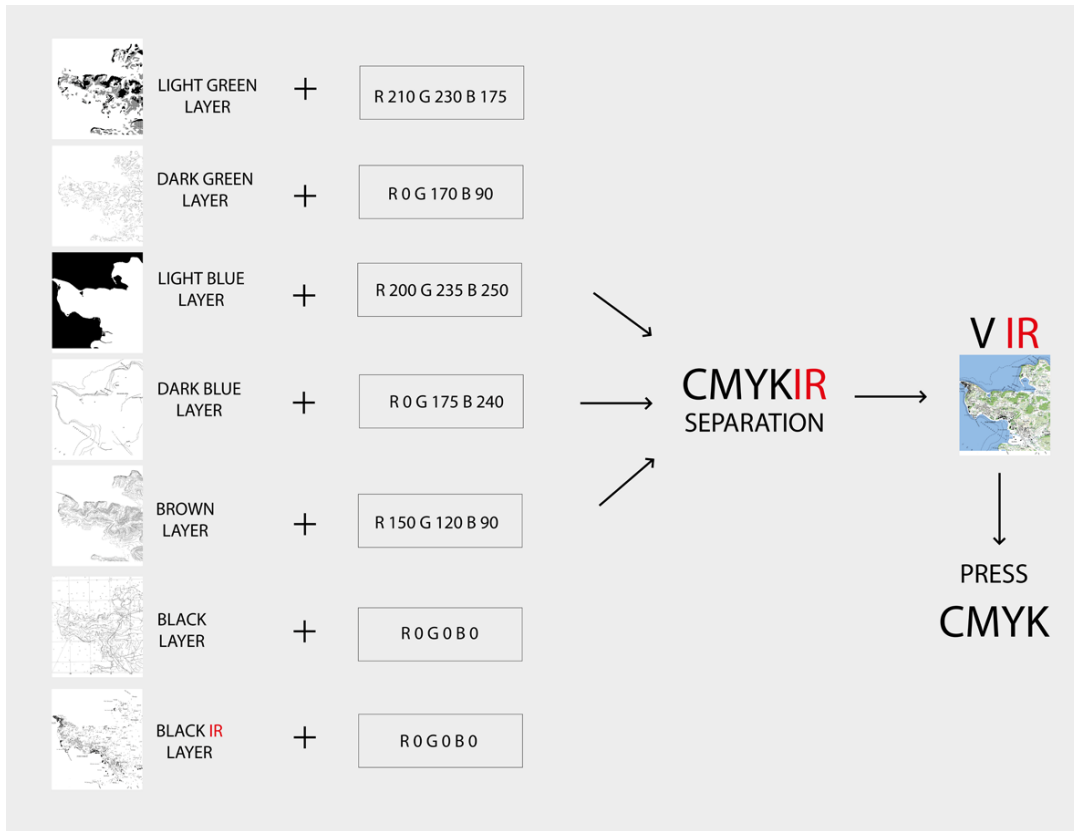 LIGHT GREEN
LAYER
+
R 210 G 230 B 175
DARK GREEN
LAYER
+
R 0 G 170 B 90
LIGHT BLUE
LAYER
+
R 200 G 235 B 250
DARK BLUE
LAYER
+
R 0 G 175 B 240
BROWN
LAYER
+
R 150 G 120 B 90
BLACK
LAYER
+
R 0 G 0 B 0
BLACK IR
LAYER
+
R 0 G 0 B 0
CMYKIR
SEPARATION
V IR
PRESS
CMYK